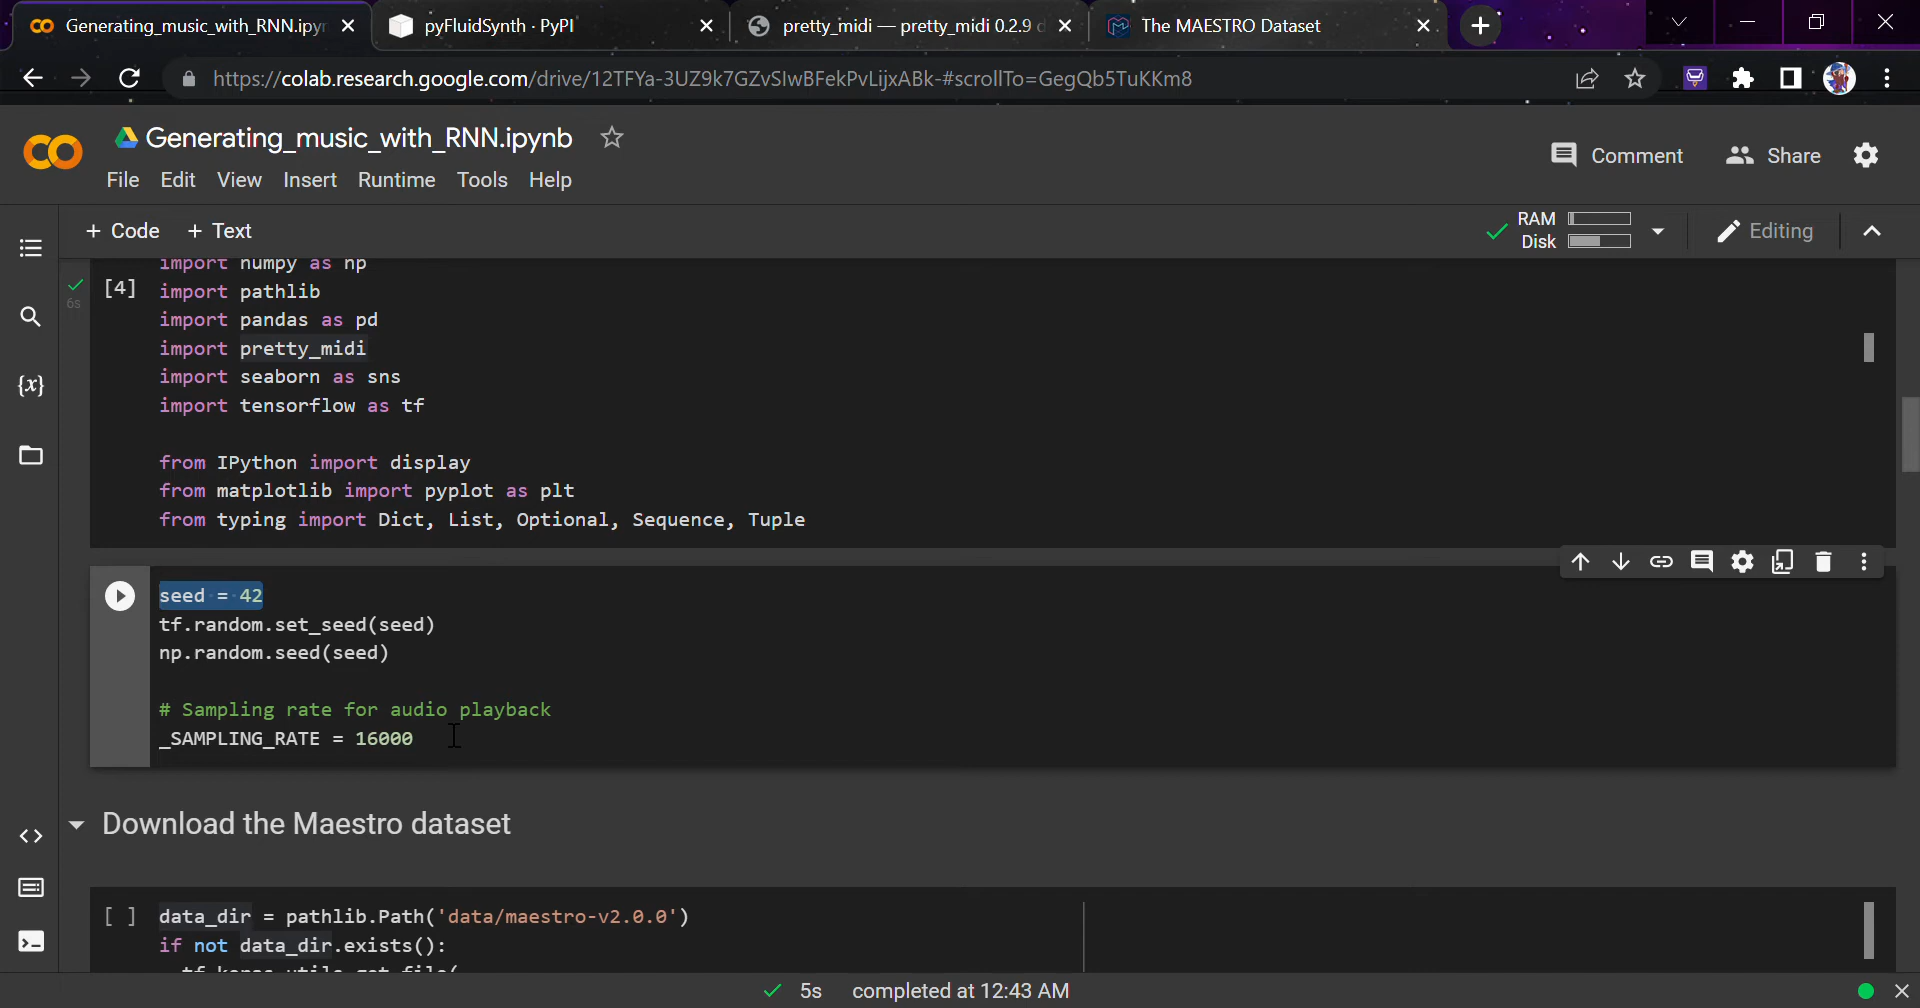 Generating_music_with_RNN.ipyr
pyFluidSynth · PyPI
pretty_midi — pretty_midi 0.2.9 d
The MAESTRO Dataset
https://colab.research.google.com/drive/12TFYa-3UZ9k7GZvSlwBFekPvLijxABk-#scrollTo=GegQb5TuKKm8
Generating_music_with_RNN.ipynb
Comment
Share
File Edit View Insert Runtime Tools Help
+ Code + Text
RAM
Disk
Editing
import numpy as np
[4] import pathlib
6s
import pandas as pd
import pretty_midi
import seaborn as sns
import tensorflow as tf
from IPython import display
from matplotlib import pyplot as plt
from typing import Dict, List, Optional, Sequence, Tuple
seed = 42
tf.random.set_seed(seed)
np.random.seed(seed)
# Sampling rate for audio playback
_SAMPLING_RATE = 16000
Download the Maestro dataset
[ ] data_dir = pathlib.Path('data/maestro-v2.0.0')
if not data_dir.exists():
tf.keras.utils.get_file(
5s completed at 12:43 AM